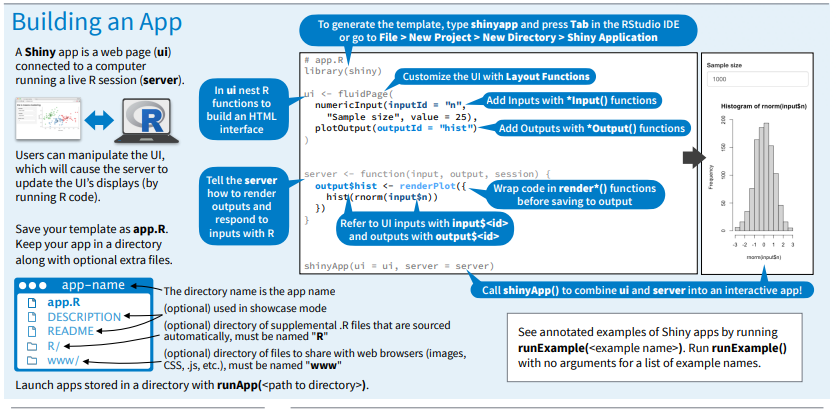 Building an App
A Shiny app is a web page (ui)
connected to a computer
running a live R session (server).
R
Users can manipulate the UI,
which will cause the server to
update the UI's displays (by
running R code).
Save your template as app.R.
Keep your app in a directory
along with optional extra files.
app-name
app.R
DESCRIPTION
README
R/
www/
The directory name is the app name
(optional) used in showcase mode
(optional) directory of supplemental .R files that are sourced
automatically, must be named "R"
(optional) directory of files to share with web browsers (images,
CSS, .js, etc.), must be named "www"
Launch apps stored in a directory with runApp(<path to directory>).
To generate the template, type shinyapp and press Tab in the RStudio IDE
or go to File > New Project > New Directory > Shiny Application
In ui nest R
functions to
build an HTML
interface
Tell the server
how to render
outputs and
respond to
inputs with R
# app.R
library(shiny)
Customize the UI with Layout Functions
ui <- fluidPage(
numericInput(inputId = "n",
Add Inputs with *Input() functions
"Sample size", value = 25),
plotOutput(outputId = "hist")
Add Outputs with *Output() functions
)
server <- function(input, output, session) {
output$hist <- renderPlot({
Wrap code in render*() functions
before saving to output
hist(rnorm(input$n))
})
Refer to UI inputs with input$<id>
and outputs with output$<id>
}
shinyApp(ui = ui, server = server)
Call shinyApp() to combine ui and server into an interactive app!
Sample size
1000
Histogram of rnorm(input$n)
Frequency
200
150
100
50
0
-3 -2 -1 0 1 2 3
rnorm(input$n)
See annotated examples of Shiny apps by running
runExample(<example name>). Run runExample()
with no arguments for a list of example names.